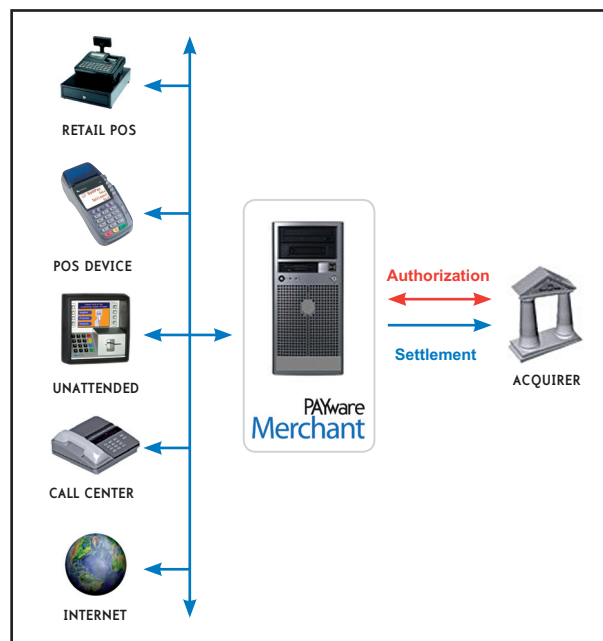 RETAIL POS
POS DEVICE
UNATTENDED
CALL CENTER
INTERNET
PAYware
Merchant
Authorization
Settlement
ACQUIRER